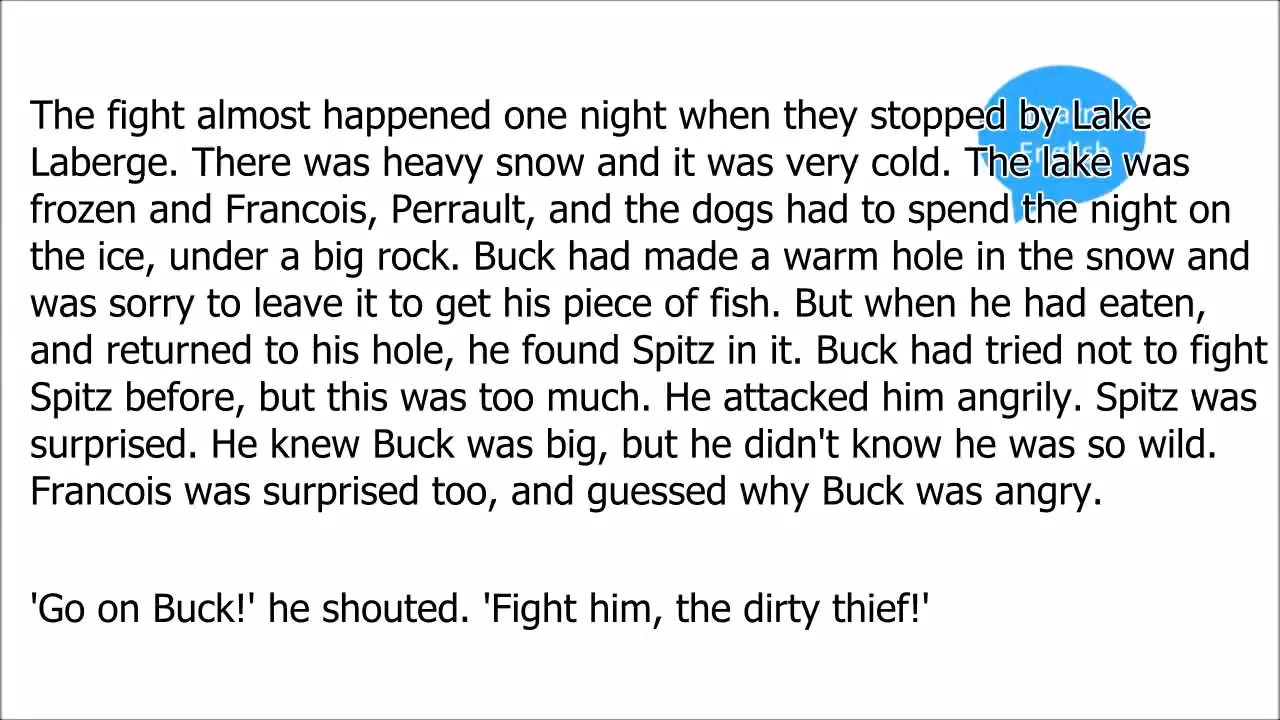 The fight almost happened one night when they stopped by Lake
Laberge. There was heavy snow and it was very cold. The lake was
frozen and Francois, Perrault, and the dogs had to spend the night on
the ice, under a big rock. Buck had made a warm hole in the snow and
was sorry to leave it to get his piece of fish. But when he had eaten,
and returned to his hole, he found Spitz in it. Buck had tried not to fight
Spitz before, but this was too much. He attacked him angrily. Spitz was
surprised. He knew Buck was big, but he didn't know he was so wild.
Francois was surprised too, and guessed why Buck was angry.
'Go on Buck!' he shouted. 'Fight him, the dirty thief!'
English